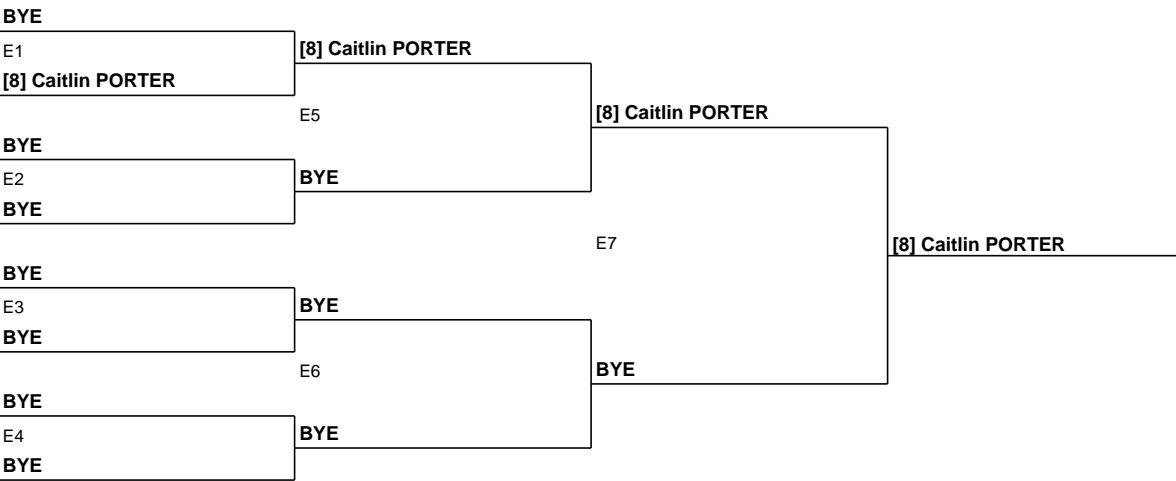 BYE
E1
[8] Caitlin PORTER
BYE
E2
BYE
BYE
E3
BYE
BYE
E4
BYE
[8] Caitlin PORTER
E5
BYE
BYE
E6
BYE
[8] Caitlin PORTER
E7
BYE
[8] Caitlin PORTER